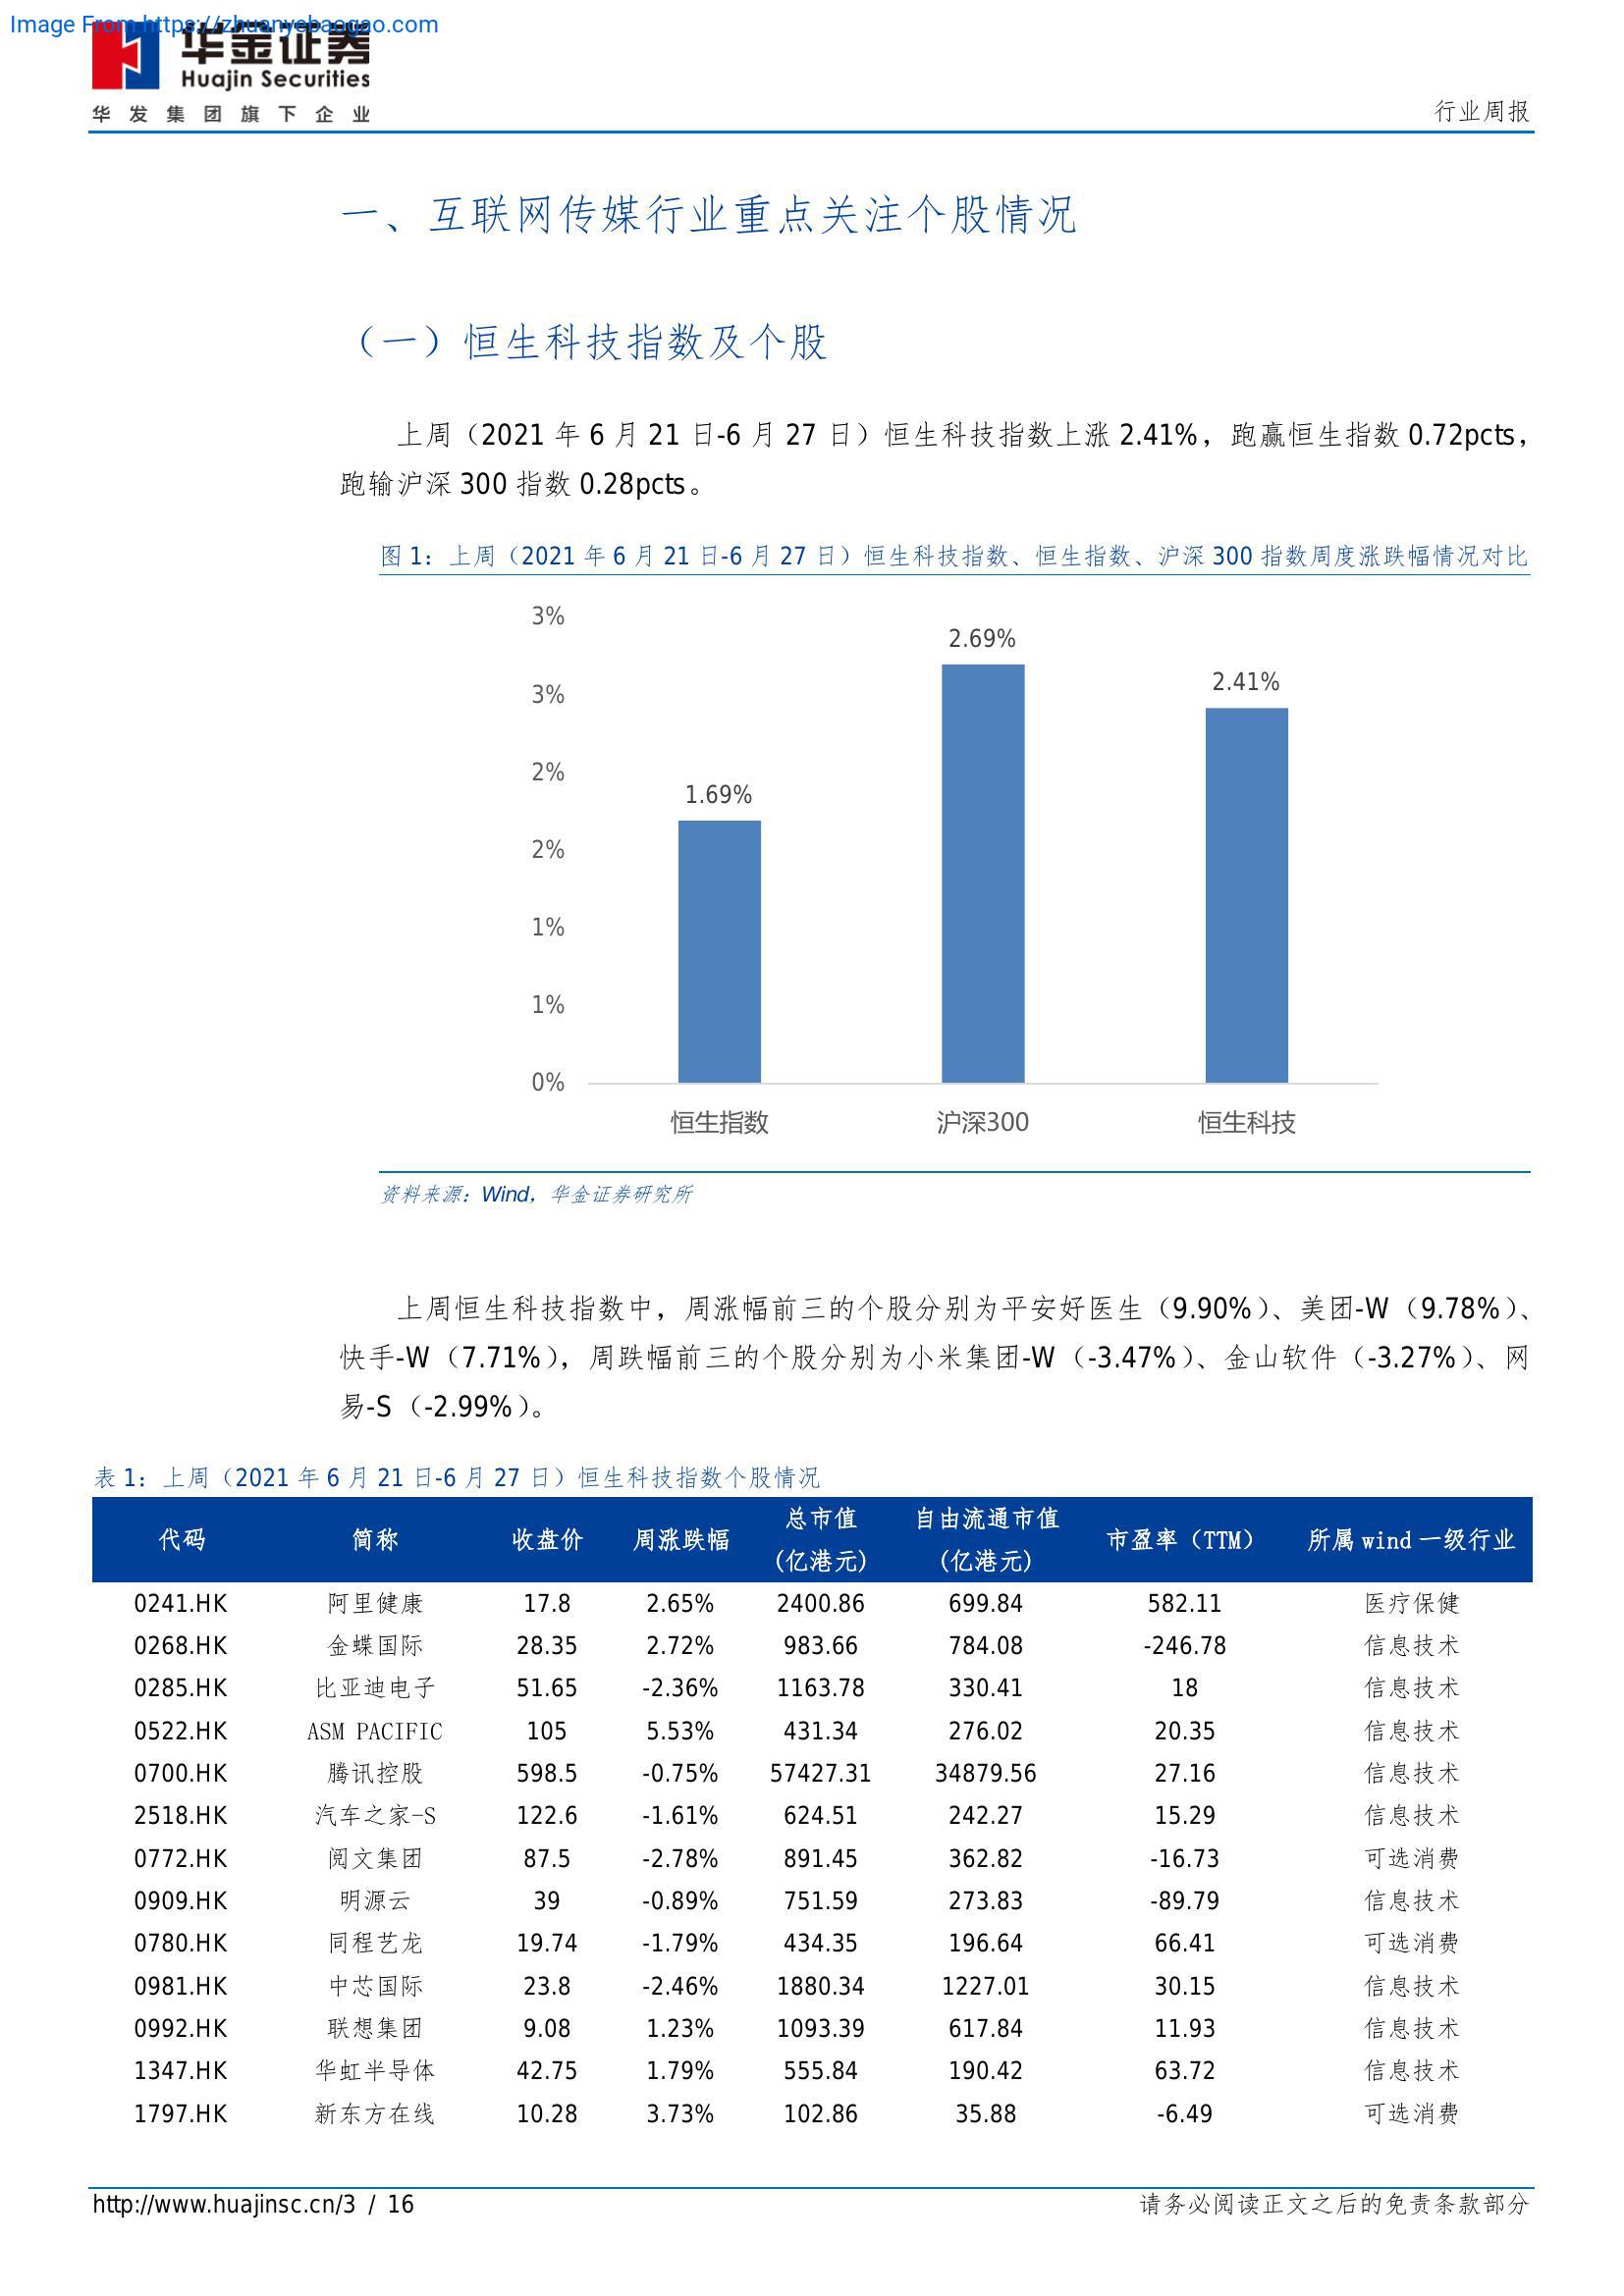 Image From https://zhuanyebaogao.com
华金证券
Huajin Securities
华发集团旗下企业
行业周报
一、互联网传媒行业重点关注个股情况
（一）恒生科技指数及个股
上周（2021 年 6 月 21 日-6 月 27 日）恒生科技指数上涨 2.41%，跑赢恒生指数 0.72pcts，
跑输沪深 300 指数 0.28pcts。
图 1：上周（2021 年 6 月 21 日-6 月 27 日）恒生科技指数、恒生指数、沪深 300 指数周度涨跌幅情况对比
3%
2.69%
3%
2.41%
2%
1.69%
2%
1%
1%
0%
恒生指数 沪深300 恒生科技
资料来源：Wind，华金证券研究所
上周恒生科技指数中，周涨幅前三的个股分别为平安好医生（9.90%）、美团-W（9.78%）、
快手-W（7.71%），周跌幅前三的个股分别为小米集团-W（-3.47%）、金山软件（-3.27%）、网
易-S（-2.99%）。
表 1：上周（2021 年 6 月 21 日-6 月 27 日）恒生科技指数个股情况
代码 简称 收盘价 周涨跌幅 总市值(亿港元) 自由流通市值(亿港元) 市盈率（TTM） 所属 wind 一级行业
0241.HK 阿里健康 17.8 2.65% 2400.86 699.84 582.11 医疗保健
0268.HK 金蝶国际 28.35 2.72% 983.66 784.08 -246.78 信息技术
0285.HK 比亚迪电子 51.65 -2.36% 1163.78 330.41 18 信息技术
0522.HK ASM PACIFIC 105 5.53% 431.34 276.02 20.35 信息技术
0700.HK 腾讯控股 598.5 -0.75% 57427.31 34879.56 27.16 信息技术
2518.HK 汽车之家-S 122.6 -1.61% 624.51 242.27 15.29 信息技术
0772.HK 阅文集团 87.5 -2.78% 891.45 362.82 -16.73 可选消费
0909.HK 明源云 39 -0.89% 751.59 273.83 -89.79 信息技术
0780.HK 同程艺龙 19.74 -1.79% 434.35 196.64 66.41 可选消费
0981.HK 中芯国际 23.8 -2.46% 1880.34 1227.01 30.15 信息技术
0992.HK 联想集团 9.08 1.23% 1093.39 617.84 11.93 信息技术
1347.HK 华虹半导体 42.75 1.79% 555.84 190.42 63.72 信息技术
1797.HK 新东方在线 10.28 3.73% 102.86 35.88 -6.49 可选消费
http://www.huajinsc.cn/3 / 16
请务必阅读正文之后的免责条款部分